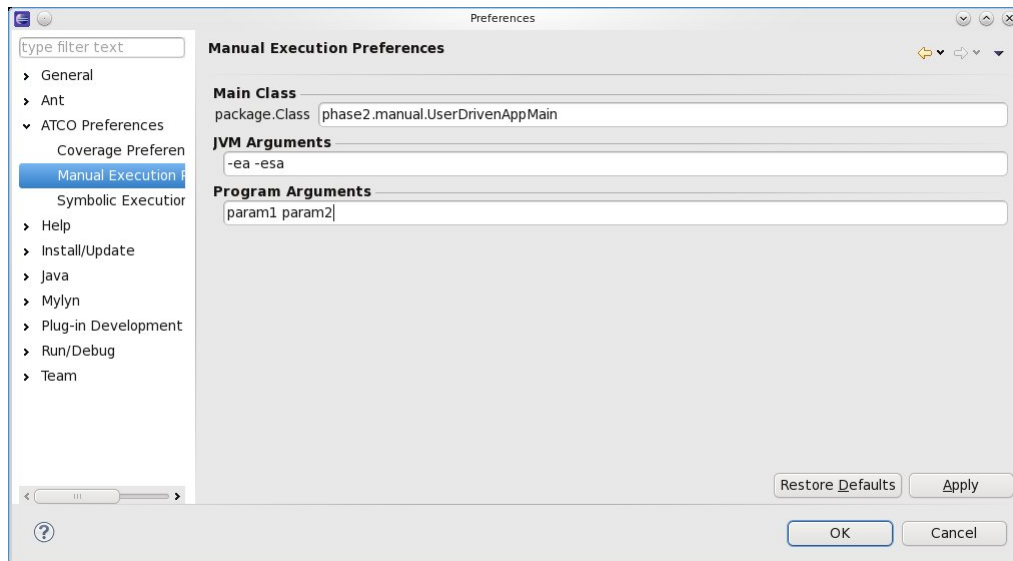 Preferences
type filter text
General
Ant
ATCO Preferences
Coverage Preferen
Manual Execution
Symbolic Execution
Help
Install/Update
Java
Mylyn
Plug-in Development
Run/Debug
Team
Manual Execution Preferences
Main Class
package.Class phase2.manual.UserDrivenAppMain
JVM Arguments
-ea -esa
Program Arguments
param1 param2
Restore Defaults Apply
? OK Cancel